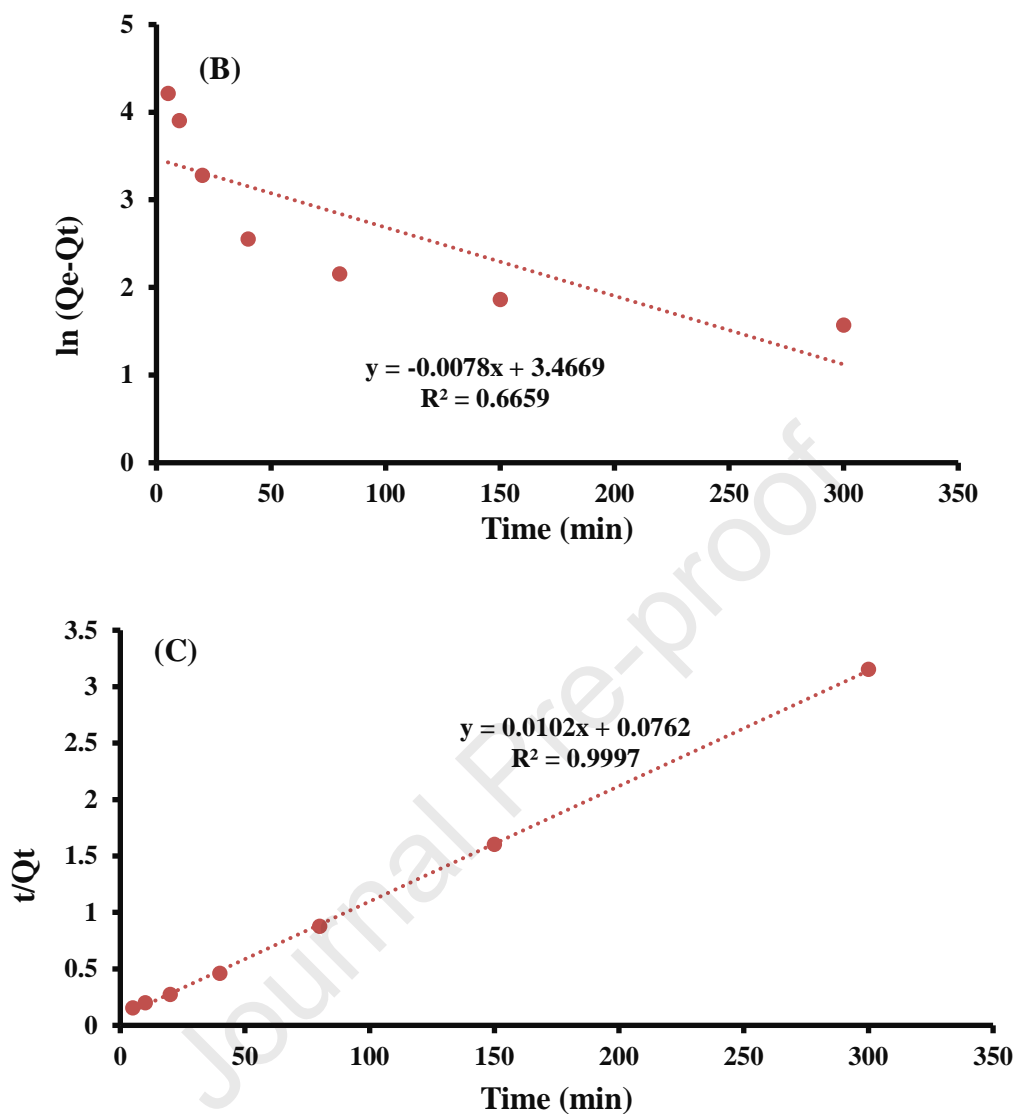 5
(B)
4
3
2
1
0
ln (Qe-Qt)
y = -0.0078x + 3.4669
R² = 0.6659
0 50 100 150 200 250 300 350
Time (min)
3.5
(C)
3
2.5
2
1.5
1
0.5
0
t/Qt
y = 0.0102x + 0.0762
R² = 0.9997
0 50 100 150 200 250 300 350
Time (min)
Journal Pre-proof